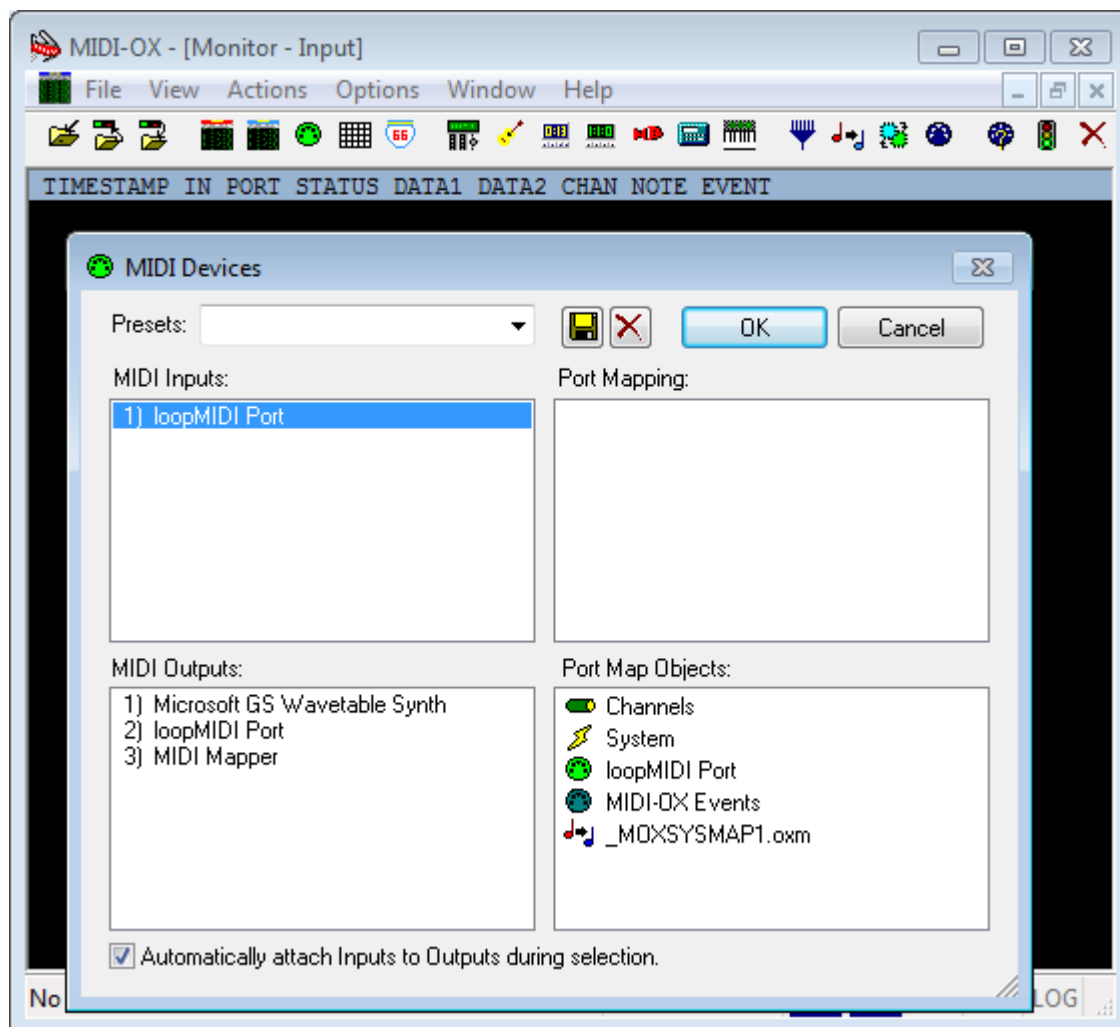 MIDI-OX - [Monitor - Input]
File View Actions Options Window Help
66
TIMESTAMP IN PORT STATUS DATA1 DATA2 CHAN NOTE EVENT
MIDI Devices
Presets:
OK Cancel
MIDI Inputs:
1) loopMIDI Port
Port Mapping:
MIDI Outputs:
1) Microsoft GS Wavetable Synth
2) loopMIDI Port
3) MIDI Mapper
Port Map Objects:
Channels
System
loopMIDI Port
MIDI-OX Events
_MOXSYSMAP1.oxm
Automatically attach Inputs to Outputs during selection.
No LOG